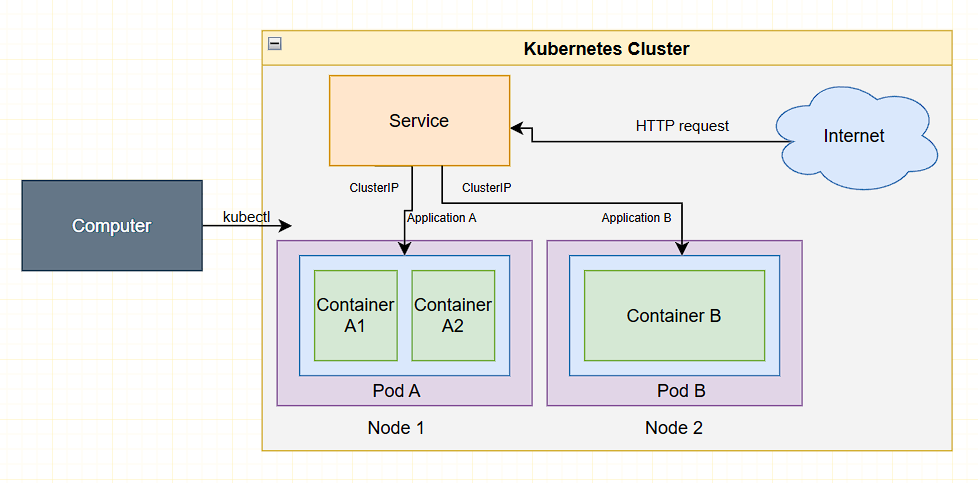 Kubernetes Cluster
Service
HTTP request
Internet
ClusterIP
ClusterIP
Computer
kubectl
Application A
Application B
Container
A1
Container
A2
Container B
Pod A
Pod B
Node 1
Node 2